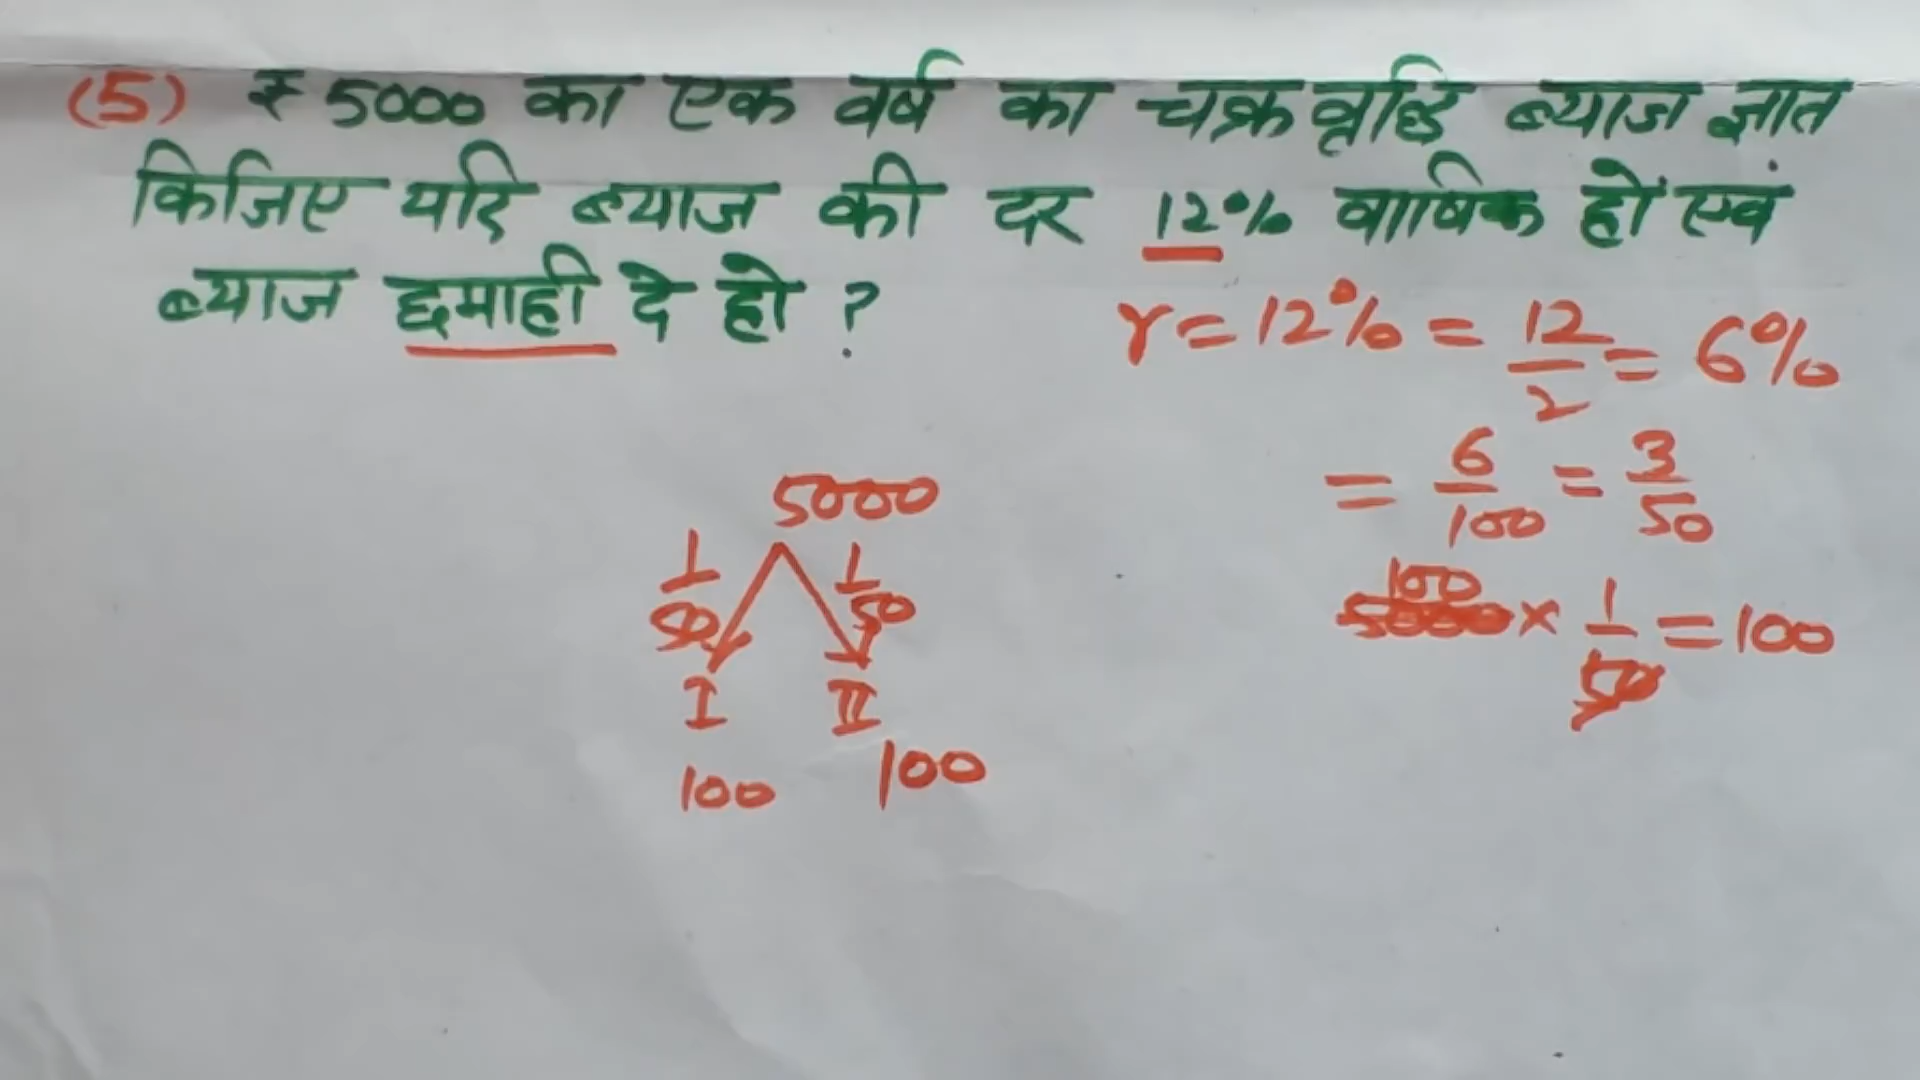 (5) ₹ 5000 का एक वर्ष का चक्र वृद्धि ब्याज ज्ञात
किजिए यदि ब्याज की दर 12% वार्षिक हो एवं
ब्याज छमाही दे हो ?
r = 12% = 12/2 = 6%
= 6/100 = 3/50
5000
1/50 1/50
100
5000 × 1/50 = 100
I II
100 100